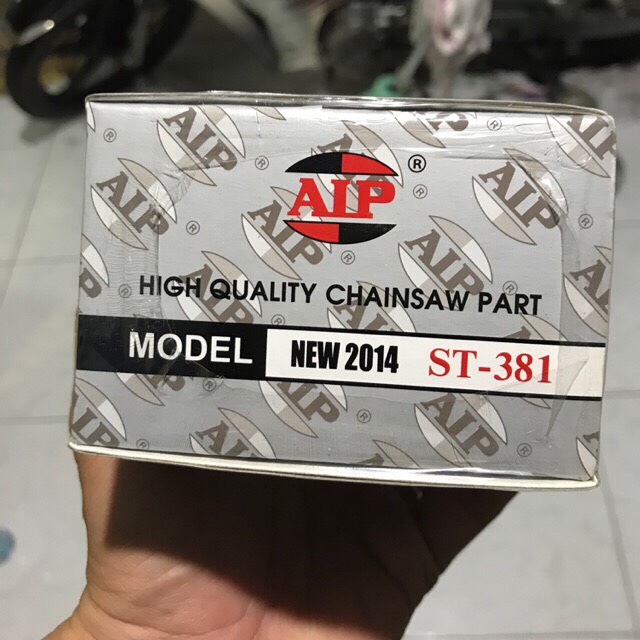 AIP®
HIGH QUALITY CHAINSAW PART
MODEL NEW 2014 ST-381